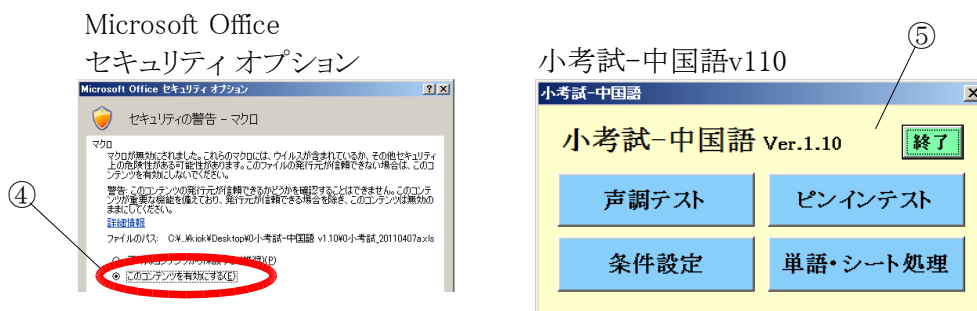 Microsoft Office
セキュリティ オプション
Microsoft Office セキュリティ オプション
セキュリティの警告 - マクロ
マクロ
マクロが無効にされました。これらのマクロには、ウイルスが含まれているか、その他セキュリティ
上の危険性がある可能性があります。このファイルの発行元が信頼できない場合は、このコ
ンテンツを有効にしないでください。
警告: このコンテンツの発行元が信頼できるかどうかを確認することはできません。このコンテ
ンツが重要な機能を備えており、発行元が信頼できる場合を除き、このコンテンツは無効の
ままにしてください。
詳細情報
ファイルのパス: C:¥..¥kiok¥Desktop¥0小考試-中国語 v1.10¥0小考試_20110407a.xls
このコンテンツを有効にする(E)
④
小考試-中国語v110
⑤
小考試-中国語
小考試-中国語 Ver.1.10
終了
声調テスト
ピンインテスト
条件設定
単語・シート処理